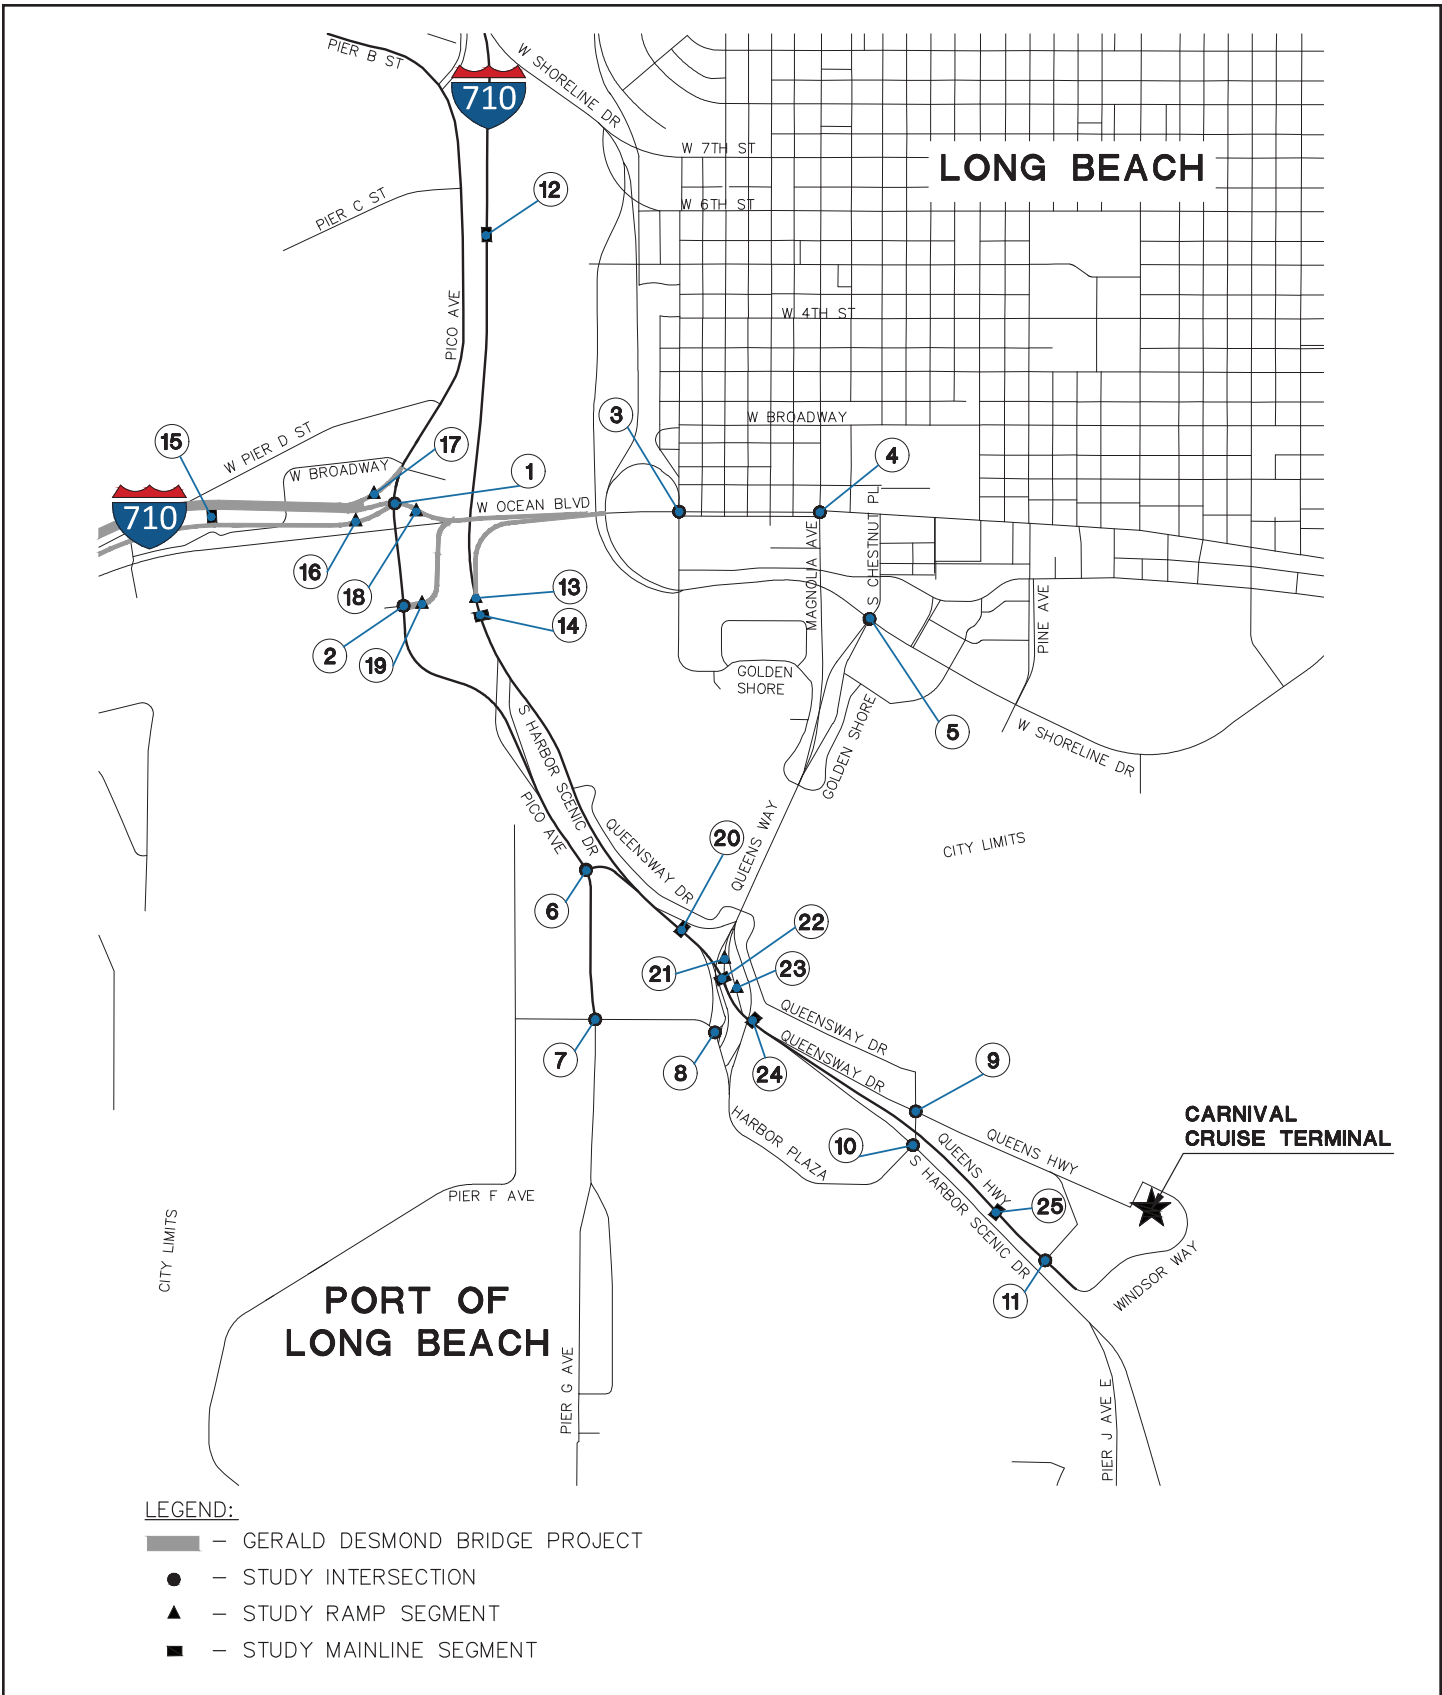 PIER B ST
710
W SHORELINE DR
W 7TH ST
LONG BEACH
12
PIER C ST
W 6TH ST
PICO AVE
W 4TH ST
3
W BROADWAY
15
W PIER D ST
17
4
W BROADWAY
1
710
W OCEAN BLVD
S CHESTNUT PL
MAGNOLIA AVE
16
18
13
14
2
19
PINE AVE
GOLDEN
SHORE
5
S HARBOR SCENIC DR
GOLDEN SHORE
W SHORELINE DR
PICO AVE
QUEENSWAY DR
QUEENS WAY
20
CITY LIMITS
6
22
21
23
QUEENSWAY DR
QUEENSWAY DR
7
8
24
9
HARBOR PLAZA
10
QUEENS HWY
QUEENS HWY
CARNIVAL
CRUISE TERMINAL
PIER F AVE
S HARBOR SCENIC DR
25
CITY LIMITS
WINDSOR WAY
11
PORT OF
LONG BEACH
PIER G AVE
PIER J AVE E
LEGEND:
– GERALD DESMOND BRIDGE PROJECT
– STUDY INTERSECTION
– STUDY RAMP SEGMENT
– STUDY MAINLINE SEGMENT